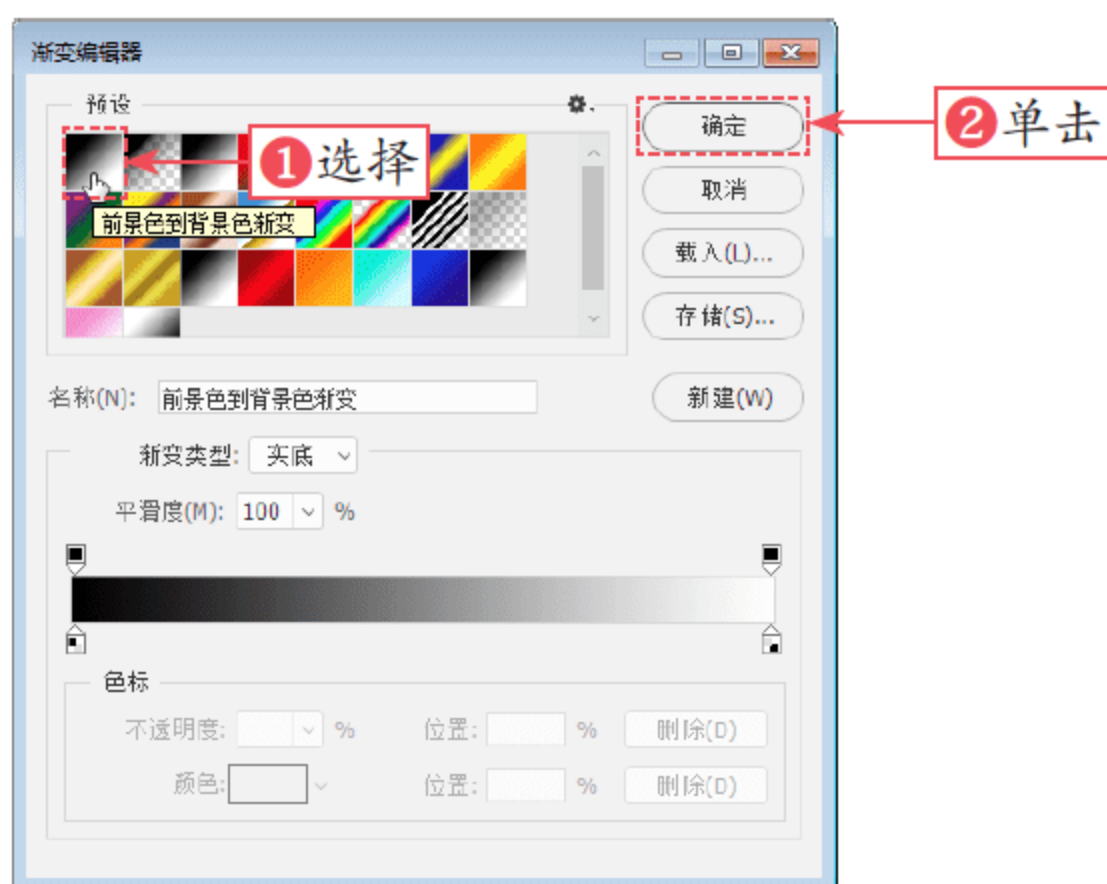 渐变编辑器
预设
确定
❷单击
❶选择
取消
前景色到背景色渐变
载入(L)...
存储(S)...
名称(N): 前景色到背景色渐变
新建(W)
渐变类型: 实底
平滑度(M): 100 %
色标
不透明度: % 位置: % 删除(D)
颜色: 位置: % 删除(D)